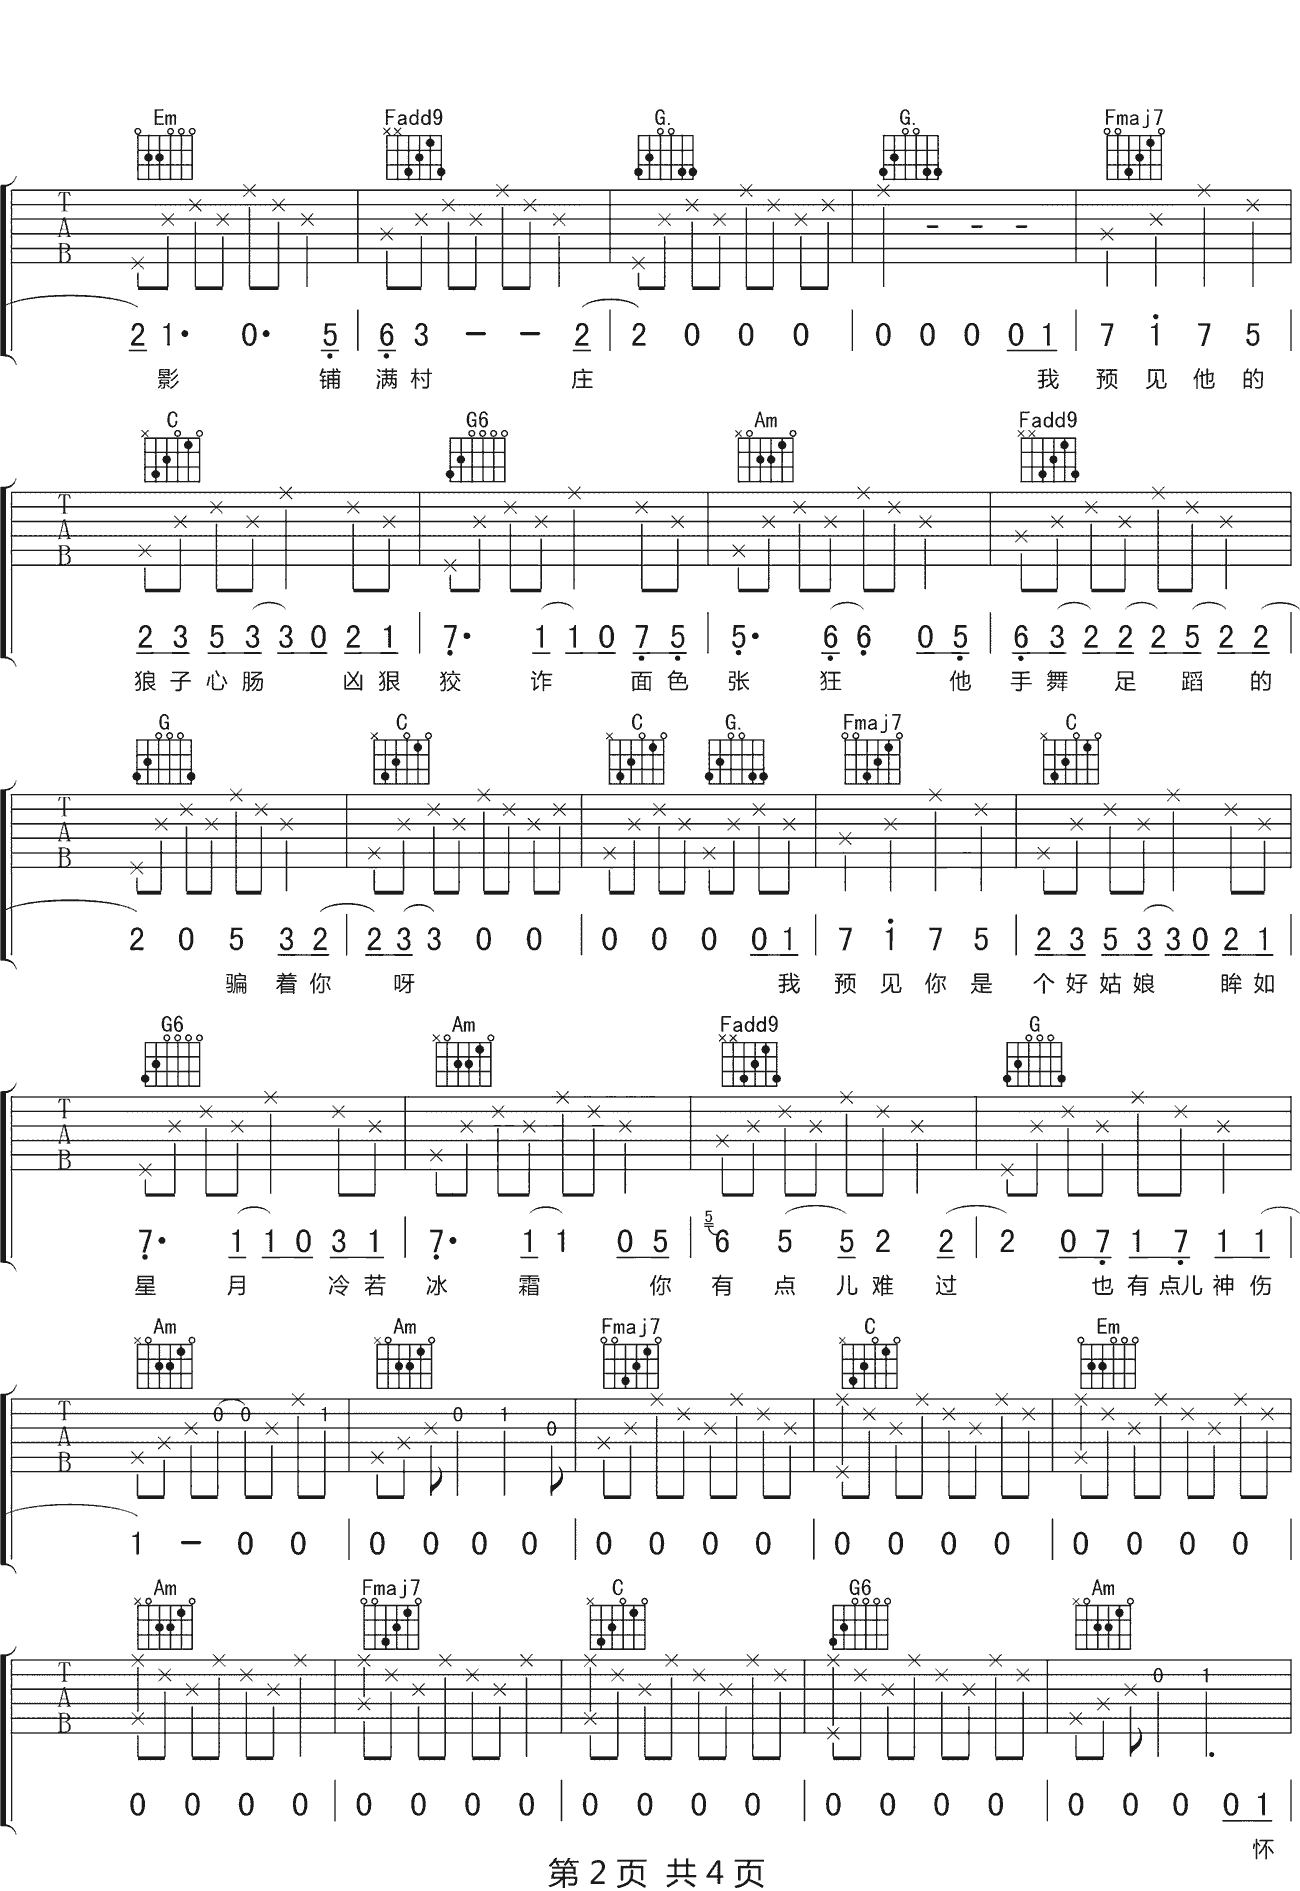 Em Fadd9 G. G. Fmaj7
T A B
2 1· 0· 5 6 3 - - 2 2 0 0 0 0 0 0 0 1 7 1 7 5
影 铺 满 村 庄 我 预 见 他 的
C G6 Am Fadd9
T A B
2 3 5 3 3 0 2 1 7· 1 1 0 7 5 5· 6 6 0 5 6 3 2 2 2 5 2 2
狼 子 心 肠 凶 狠 狡 诈 面 色 张 狂 他 手 舞 足 蹈 的
G C C G. Fmaj7 C
T A B
2 0 5 3 2 2 3 3 0 0 0 0 0 0 1 7 1 7 5 2 3 5 3 3 0 2 1
骗 着 你 呀 我 预 见 你 是 个 好 姑 娘 眸 如
G6 Am Fadd9 G
T A B
7· 1 1 0 3 1 7· 1 1 0 5 5 6 5 5 2 2 2 0 7 1 7 1 1
星 月 冷 若 冰 霜 你 有 点 儿 难 过 也 有 点儿 神 伤
Am Am Fmaj7 C Em
T A B 0 0 1 0 1 0
1 - 0 0 0 0 0 0 0 0 0 0 0 0 0 0 0 0 0 0
Am Fmaj7 C G6 Am
T A B 0 1
0 0 0 0 0 0 0 0 0 0 0 0 0 0 0 0 0 0 0 0 1
怀
第 2 页 共 4 页